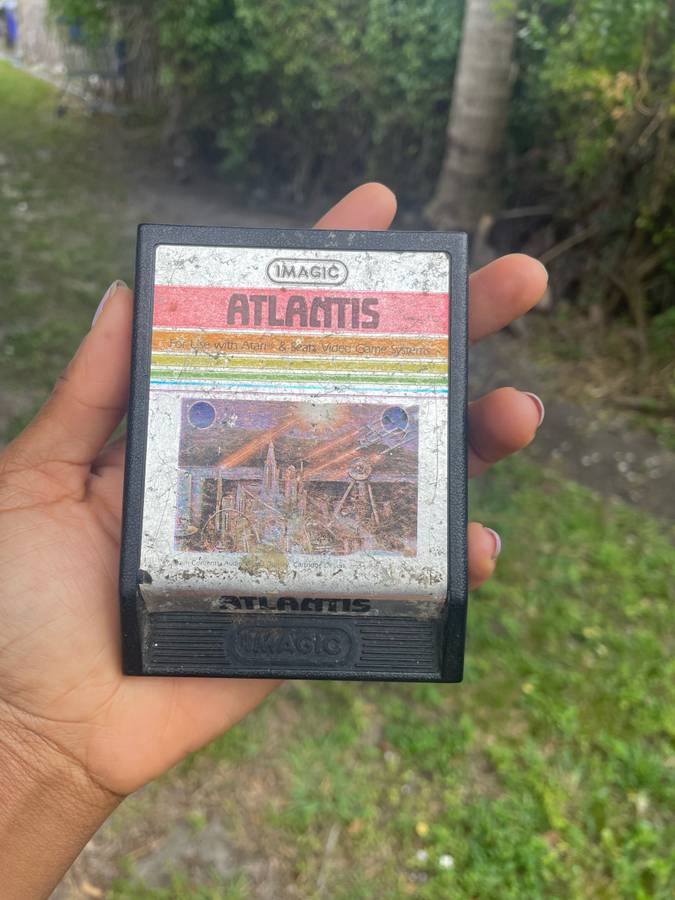 IMAGIC
ATLANTIS
For Use with Atari® & Sears Video Game Systems
ATLANTIS
IMAGIC